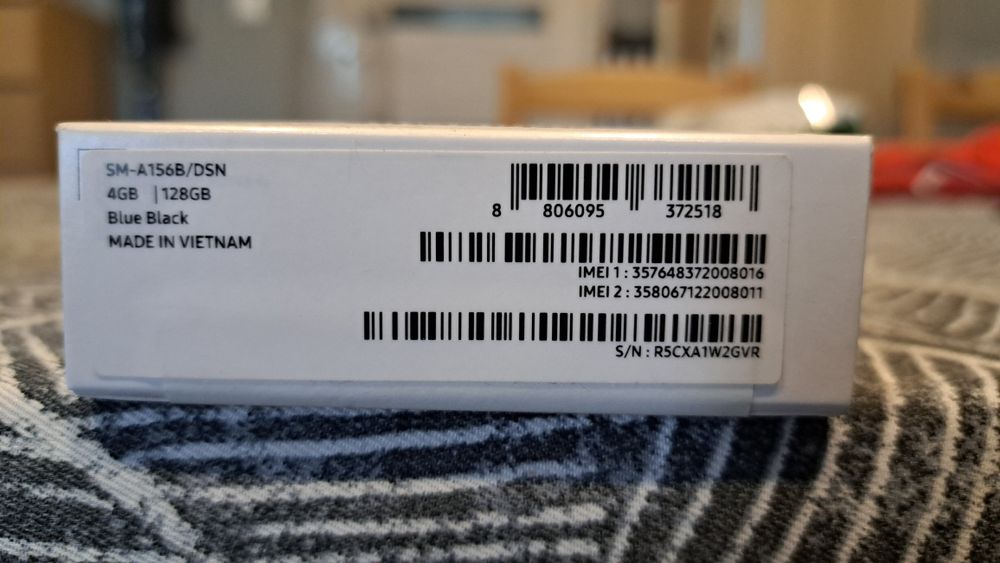 SM-A156B/DSN
4GB | 128GB
Blue Black
MADE IN VIETNAM
8 806095 372518
IMEI 1 : 357648372008016
IMEI 2 : 358067122008011
S/N : R5CXA1W2GVR